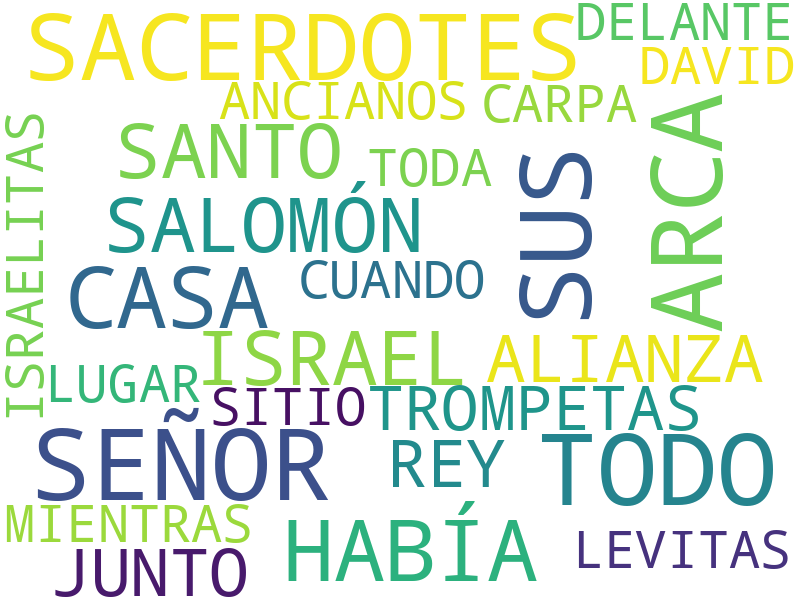 SACERDOTES
DELANTE
DAVID
ANCIANOS
CARPA
ISRAELITAS
SANTO
TODA
SUS
ARCA
SALOMÓN
CASA
CUANDO
ISRAEL
ALIANZA
LUGAR
SITIO
TROMPETAS
SEÑOR
REY
TODO
MIENTRAS
HABÍA
JUNTO
LEVITAS